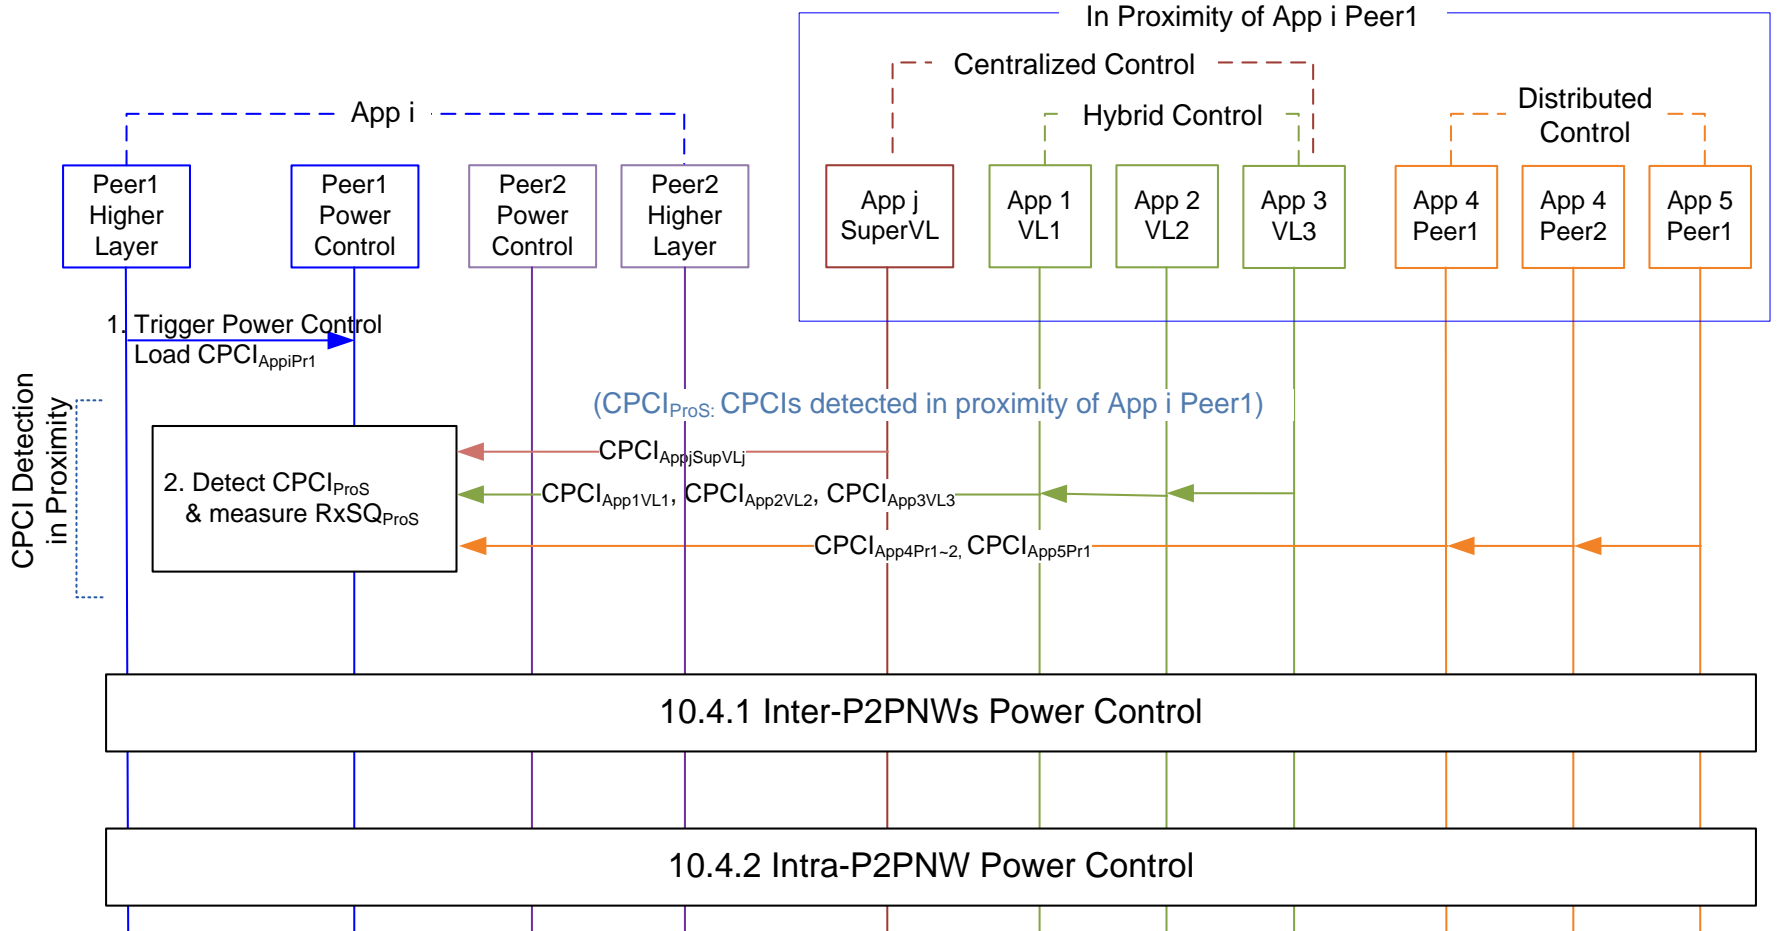 In Proximity of App i Peer1
Centralized Control
App i
Hybrid Control
Distributed
Control
Peer1
Higher
Layer
Peer1
Power
Control
Peer2
Power
Control
Peer2
Higher
Layer
App j
SuperVL
App 1
VL1
App 2
VL2
App 3
VL3
App 4
Peer1
App 4
Peer2
App 5
Peer1
1. Trigger Power Control
Load CPCIAppiPr1
CPCI Detection
in Proximity
(CPCIProS: CPCIs detected in proximity of App i Peer1)
CPCIAppjSupVLj
2. Detect CPCIProS
& measure RxSQProS
CPCIApp1VL1, CPCIApp2VL2, CPCIApp3VL3
CPCIApp4Pr1~2, CPCIApp5Pr1
10.4.1 Inter-P2PNWs Power Control
10.4.2 Intra-P2PNW Power Control